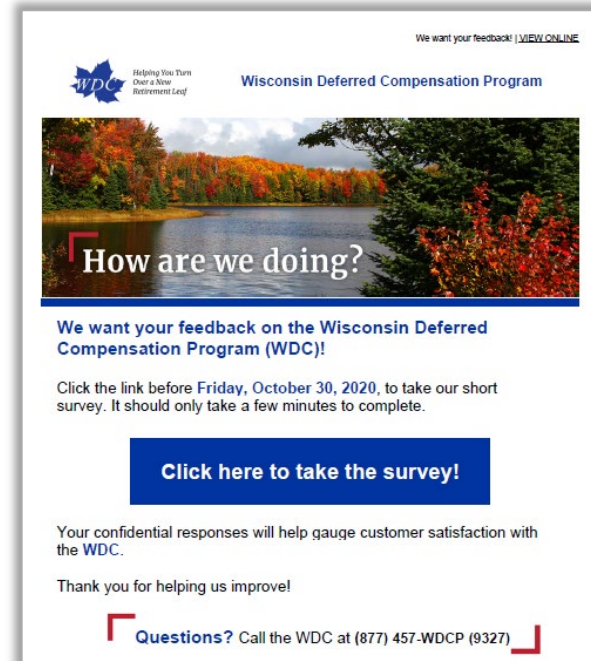 We want your feedback! | VIEW ONLINE
WDC
Helping You Turn
Over a New
Retirement Leaf
Wisconsin Deferred Compensation Program
How are we doing?
We want your feedback on the Wisconsin Deferred
Compensation Program (WDC)!
Click the link before Friday, October 30, 2020, to take our short
survey. It should only take a few minutes to complete.
Click here to take the survey!
Your confidential responses will help gauge customer satisfaction with
the WDC.
Thank you for helping us improve!
Questions? Call the WDC at (877) 457-WDCP (9327)